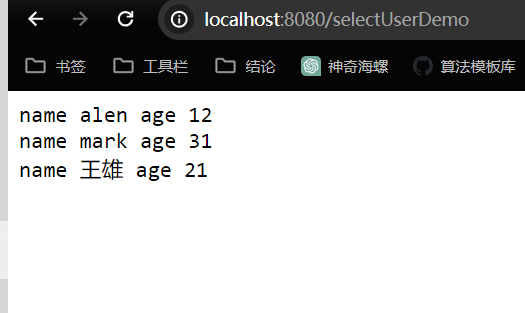 localhost:8080/selectUserDemo
书签 工具栏 结论 神奇海螺 算法模板库
name alen age 12
name mark age 31
name 王雄 age 21